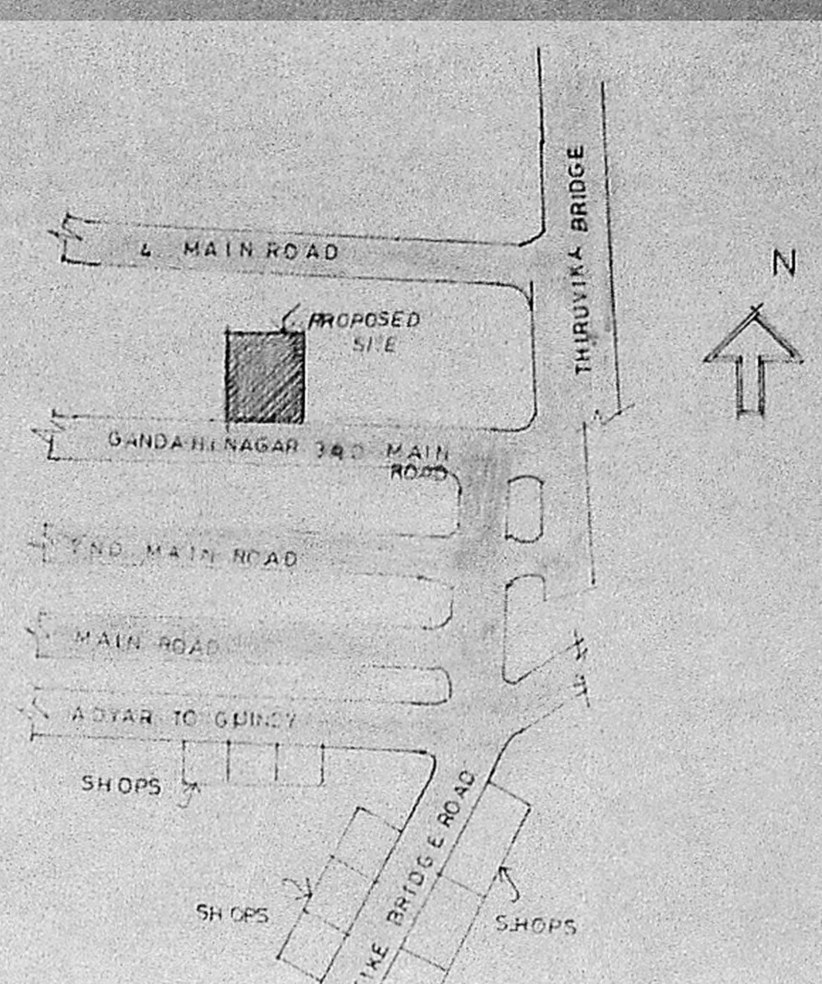 THIRUVIKA BRIDGE
N
4 MAIN ROAD
PROPOSED
SITE
GANDAHINAGAR 3RD MAIN
ROAD
2ND MAIN ROAD
MAIN ROAD
ADYAR TO GUINDY
SHOPS
SHOPS
BRIDGE ROAD
SHOPS